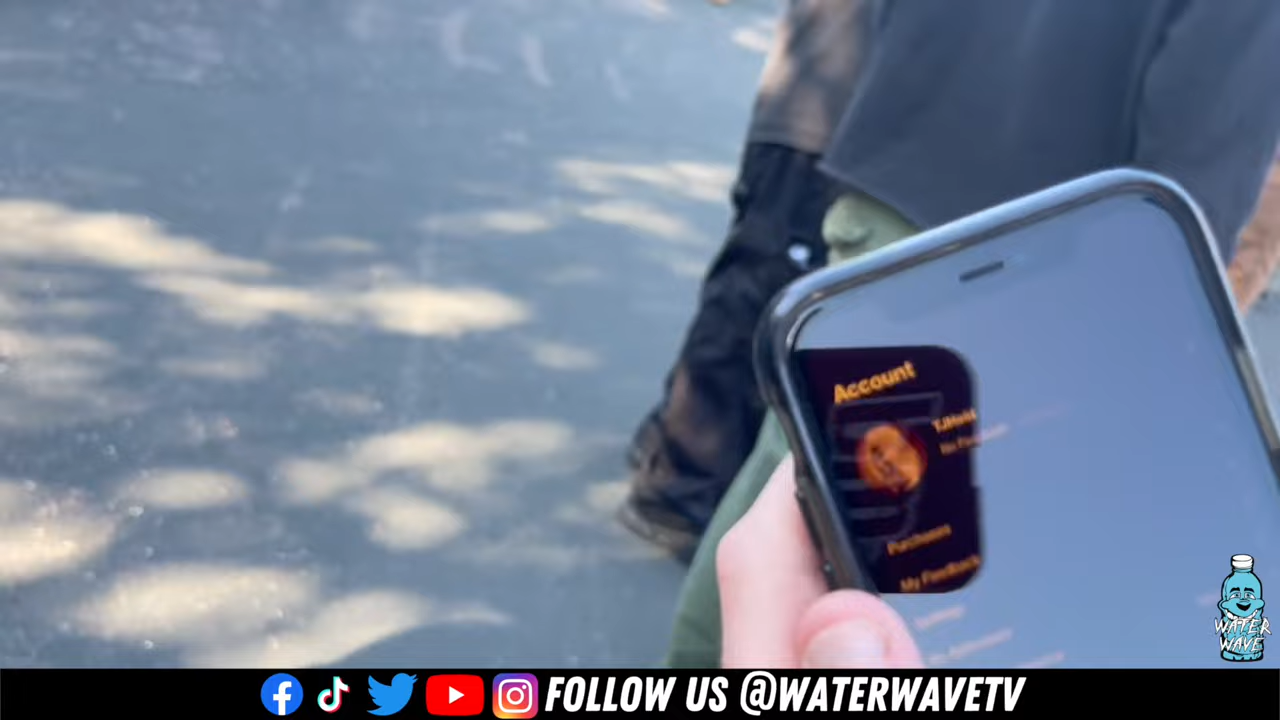 Account
Purchases
My Feedback
WATER
WAVE
FOLLOW US @WATERWAVETV